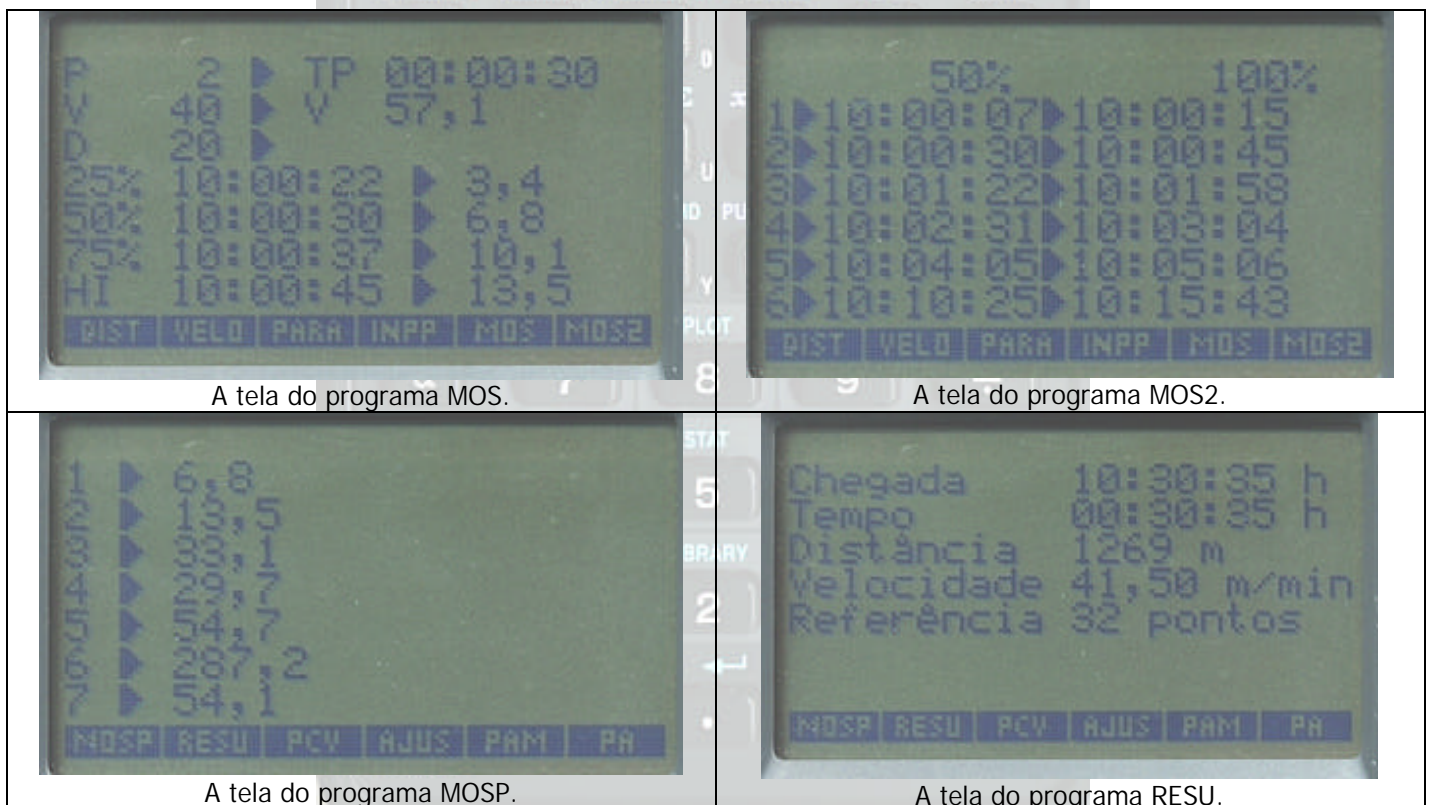 P 2 ▶ TP 00:00:30
V 40 ▶ V 57,1
D 20 ▶
25% 10:00:22 ▶ 3,4
50% 10:00:30 ▶ 6,8
75% 10:00:37 ▶ 10,1
HI 10:00:45 ▶ 13,5
DIST VELO PARA INPP MOS MOS2
A tela do programa MOS.
50% 100%
1▶10:00:07▶10:00:15
2▶10:00:30▶10:00:45
3▶10:01:22▶10:01:58
4▶10:02:31▶10:03:04
5▶10:04:05▶10:05:06
6▶10:10:25▶10:15:43
DIST VELO PARA INPP MOS MOS2
A tela do programa MOS2.
PLOT
7 8 9
1 ▶ 6,8
2 ▶ 13,5
3 ▶ 33,1
4 ▶ 29,7
5 ▶ 54,7
6 ▶ 287,2
7 ▶ 54,1
MOSP RESU PCV AJUS PAM PA
A tela do programa MOSP.
STAT
5
BRARY
2
Chegada 10:30:35 h
Tempo 00:30:35 h
Distância 1269 m
Velocidade 41,50 m/min
Referência 32 pontos
MOSP RESU PCV AJUS PAM PA
A tela do programa RESU.